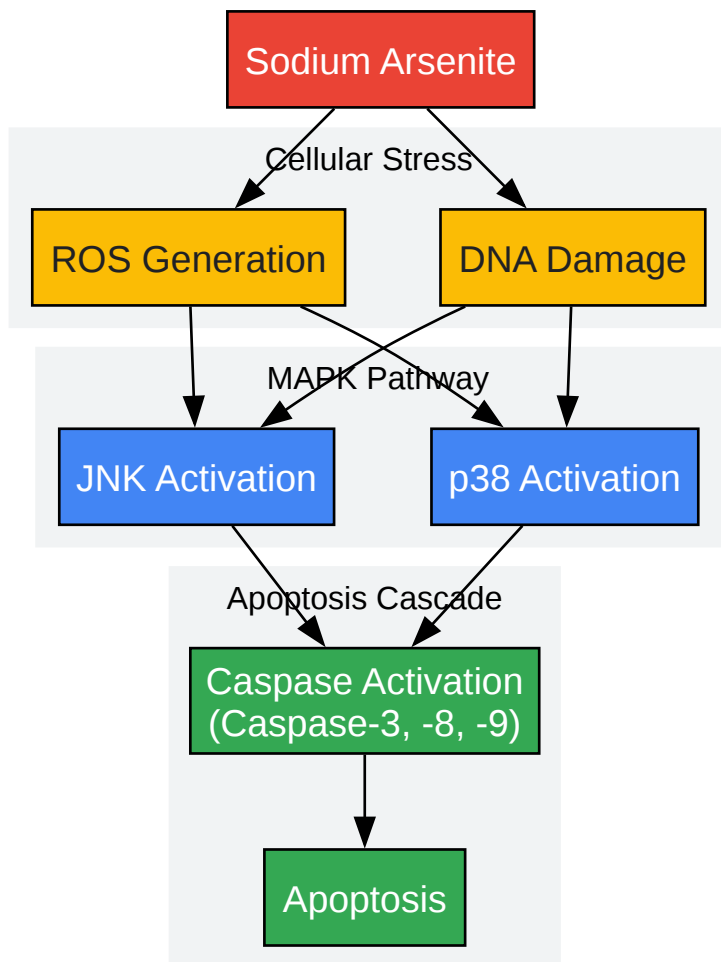 Sodium Arsenite
Cellular Stress
ROS Generation
DNA Damage
MAPK Pathway
JNK Activation
p38 Activation
Apoptosis Cascade
Caspase Activation
(Caspase-3, -8, -9)
Apoptosis